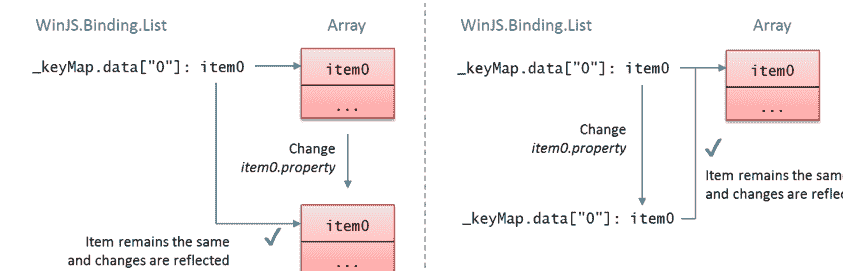 WinJS.Binding.List
Array
_keyMap.data["0"]: item0
item0
...
Change
item0.property
item0
...
Item remains the same
and changes are reflected
WinJS.Binding.List
Array
_keyMap.data["0"]: item0
item0
...
Change
item0.property
Item remains the same
and changes are
_keyMap.data["0"]: item0